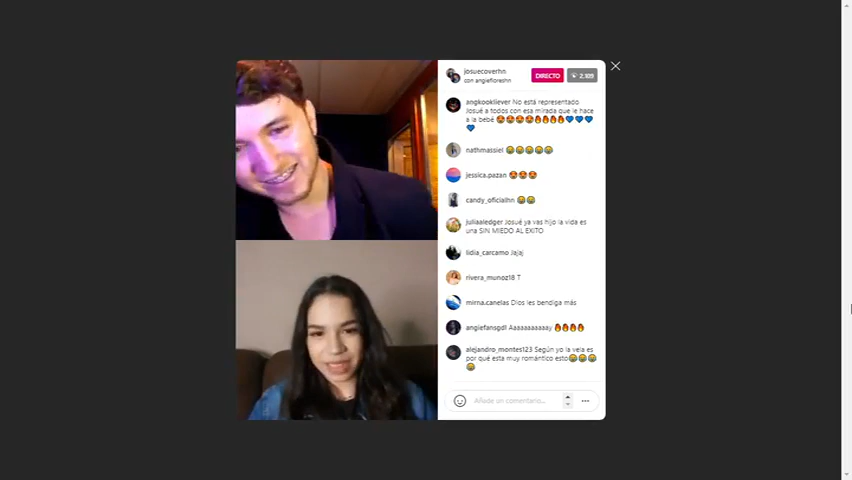 josuecoverhn
con angiefloreshn
DIRECTO
2.109
angkookliever No está representado
Josué a todos con esa mirada que le hace
a la bebé 😍😍😍😍🔥🔥🔥🔥💙💙💙
💙
nathmassiel 😂😂😂😂😂
jessica.pazan 😍😍😍
candy_oficialhn 😂😂
juliaaledger Josué ya vas hijo la vida es
una SIN MIEDO AL EXITO
lidia_carcamo Jajaj
rivera_munoz18 T
mirna.canelas Dios les bendiga más
angiefansgdl Aaaaaaaaaaay 🔥🔥🔥🔥
alejandro_montes123 Según yo la vela es
por qué esta muy romántico esto😂😂😂
😂
Añade un comentario...